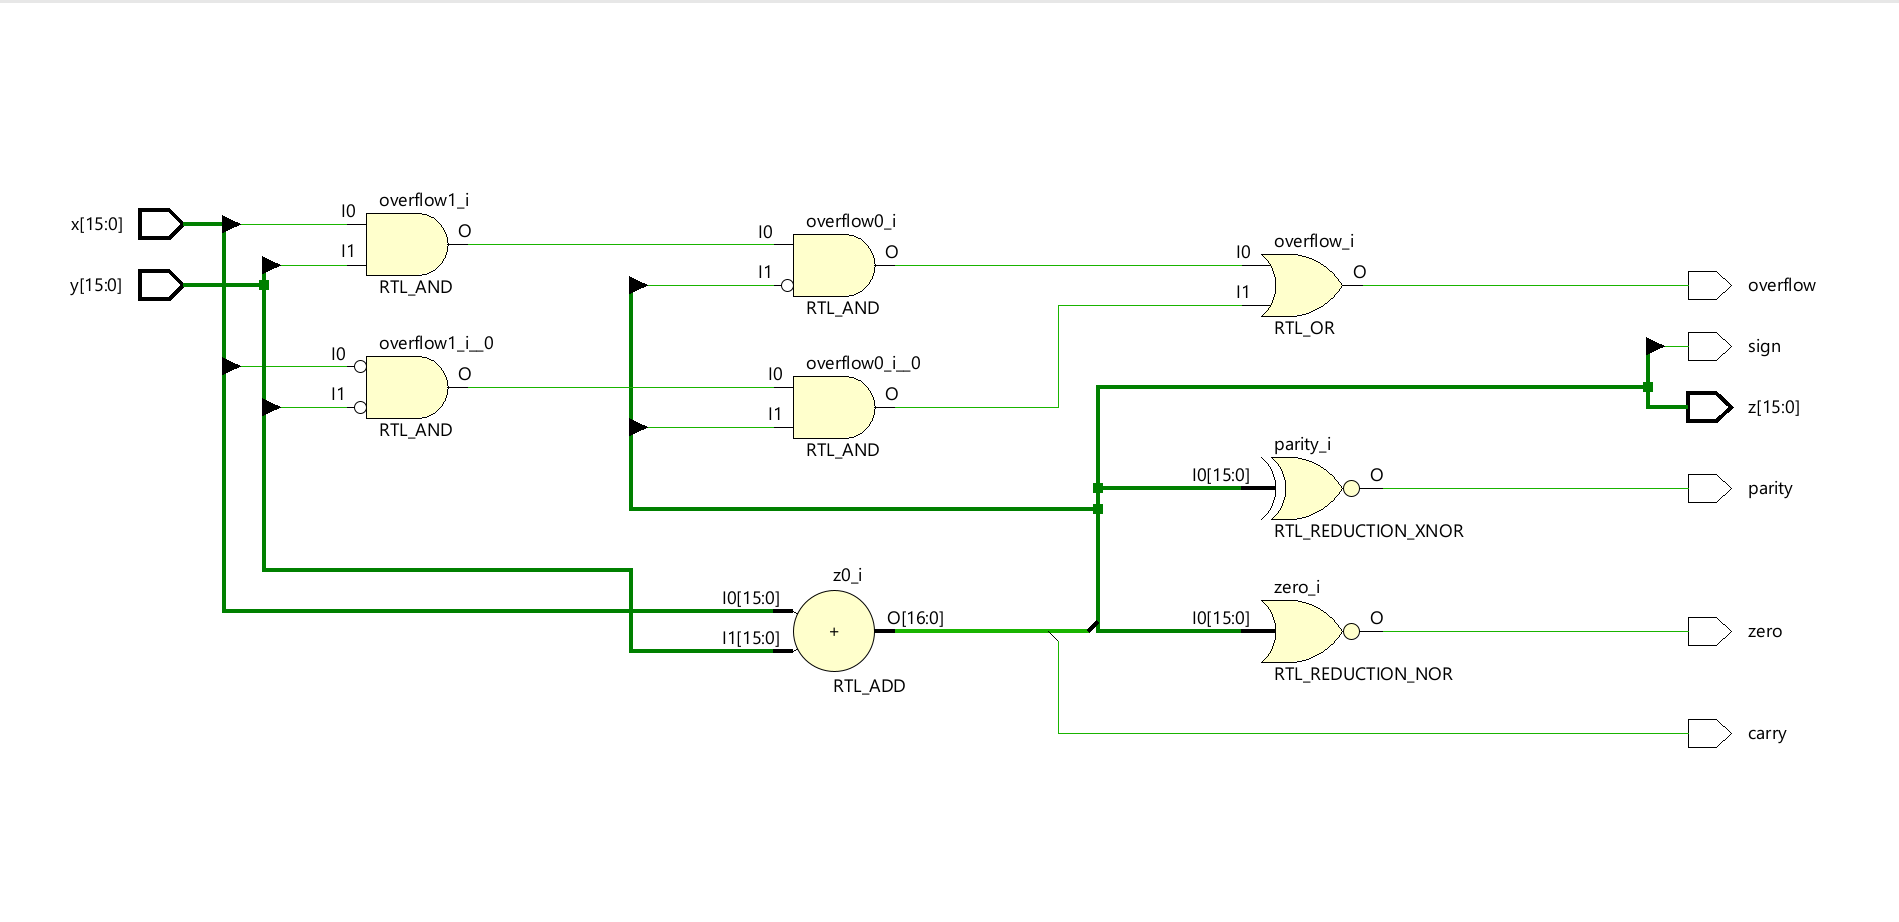 x[15:0]
y[15:0]
overflow1_i
I0
I1
O
RTL_AND
overflow1_i__0
I0
I1
O
RTL_AND
overflow0_i
I0
I1
O
RTL_AND
overflow0_i__0
I0
I1
O
RTL_AND
z0_i
I0[15:0]
I1[15:0]
+
O[16:0]
RTL_ADD
overflow_i
I0
I1
O
RTL_OR
parity_i
I0[15:0]
O
RTL_REDUCTION_XNOR
zero_i
I0[15:0]
O
RTL_REDUCTION_NOR
overflow
sign
z[15:0]
parity
zero
carry